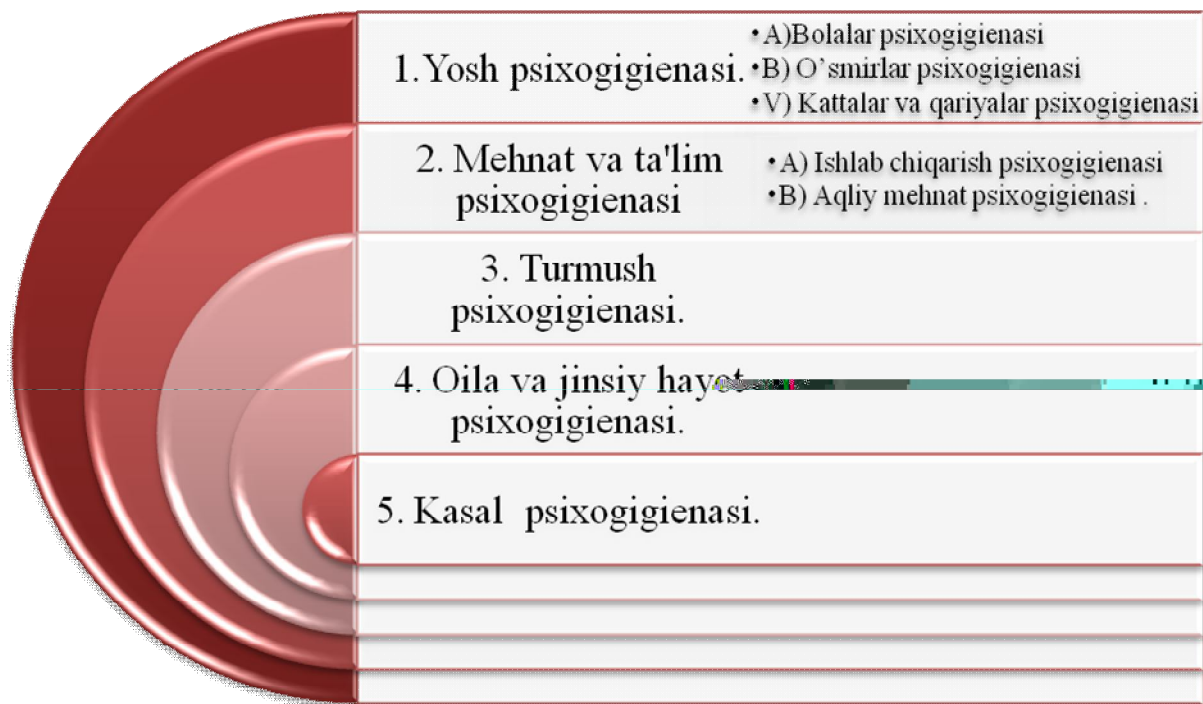 1. Yosh psixogigienasi.
•A)Bolalar psixogigienasi
•B) O’smirlar psixogigienasi
•V) Kattalar va qariyalar psixogigienasi
2. Mehnat va ta'lim
psixogigienasi
•A) Ishlab chiqarish psixogigienasi
•B) Aqliy mehnat psixogigienasi .
3. Turmush
psixogigienasi.
4. Oila va jinsiy hayot
psixogigienasi.
5. Kasal psixogigienasi.